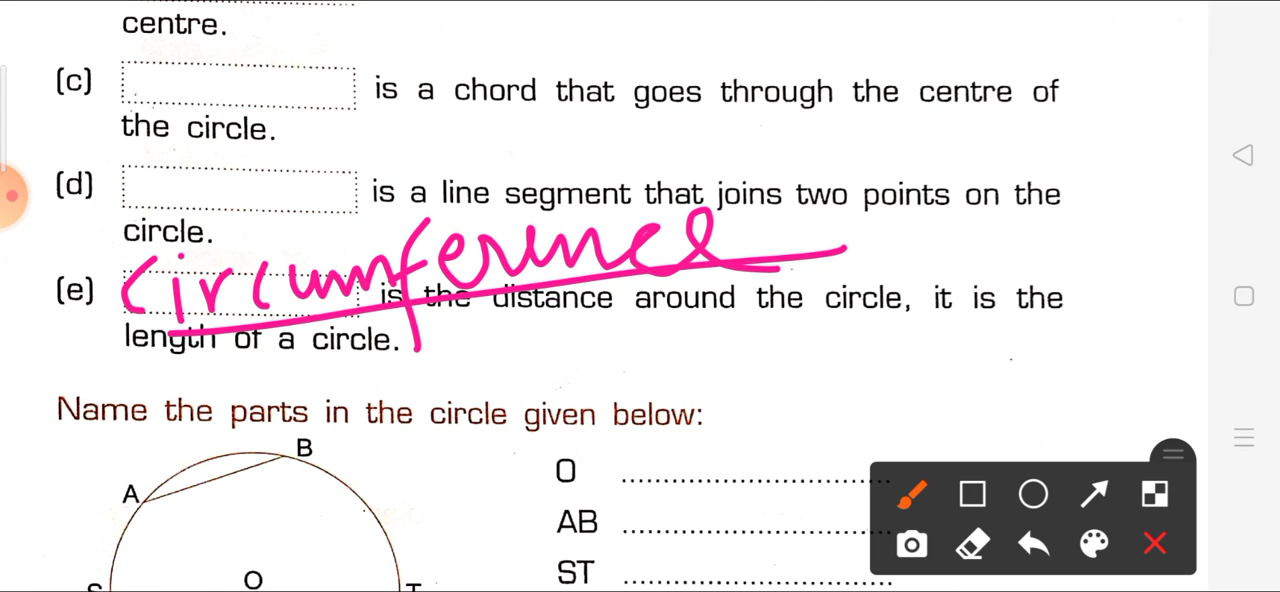 centre.
(c) is a chord that goes through the centre of
the circle.
(d) is a line segment that joins two points on the
circle.
(e) Circumference is the distance around the circle, it is the
length of a circle.
Name the parts in the circle given below:
B
A
O
S
T
O
AB
ST